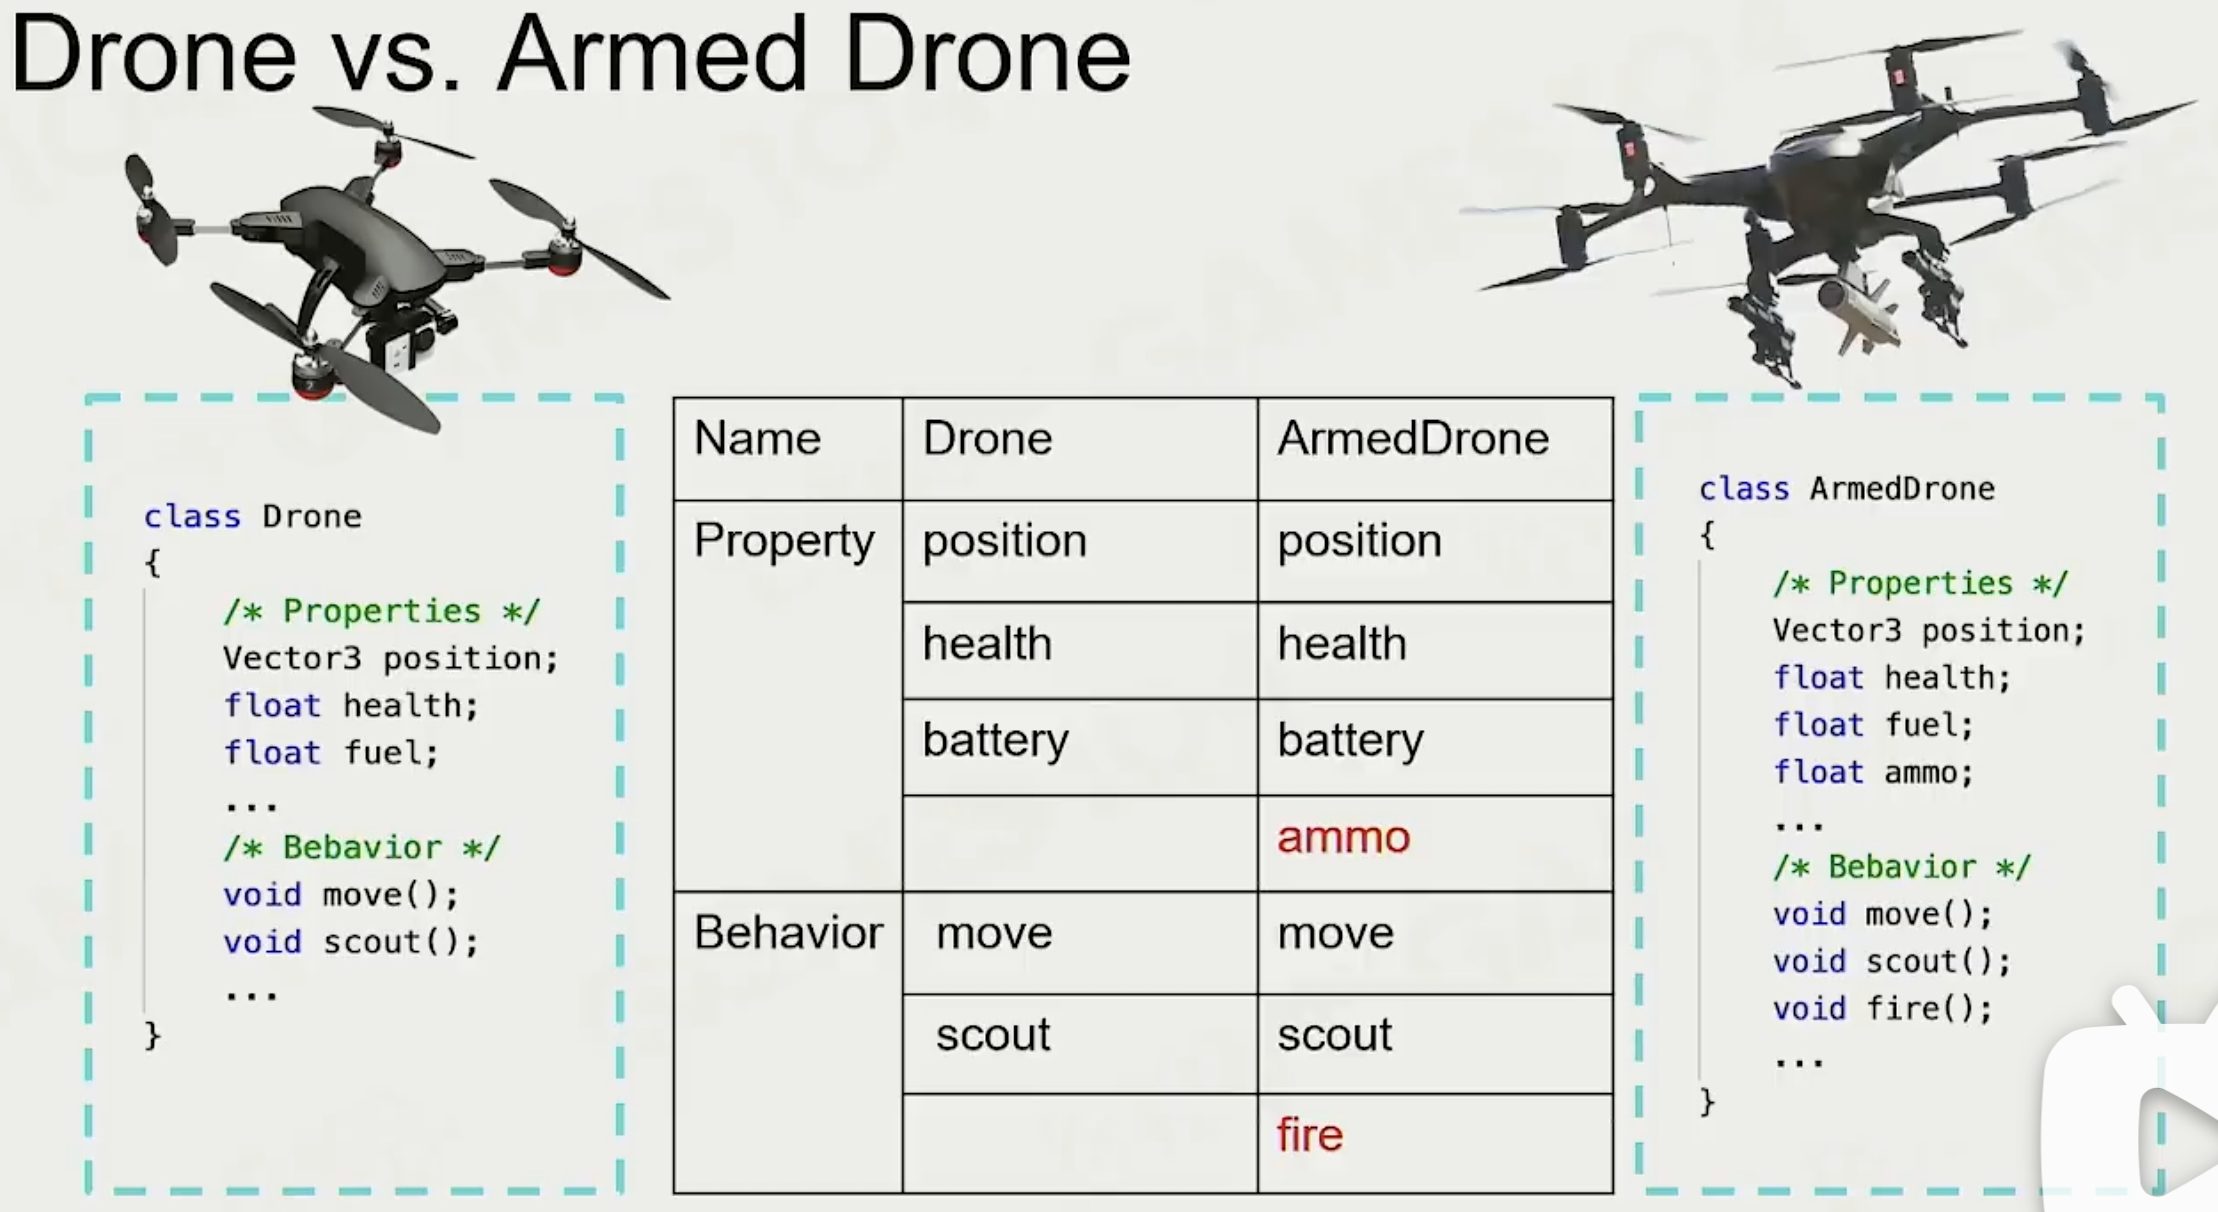 Drone vs. Armed Drone
class Drone
{
/* Properties */
Vector3 position;
float health;
float fuel;
...
/* Bebavior */
void move();
void scout();
...
}
Name Drone ArmedDrone
Property position position
health health
battery battery
ammo
Behavior move move
scout scout
fire
class ArmedDrone
{
/* Properties */
Vector3 position;
float health;
float fuel;
float ammo;
...
/* Bebavior */
void move();
void scout();
void fire();
...
}